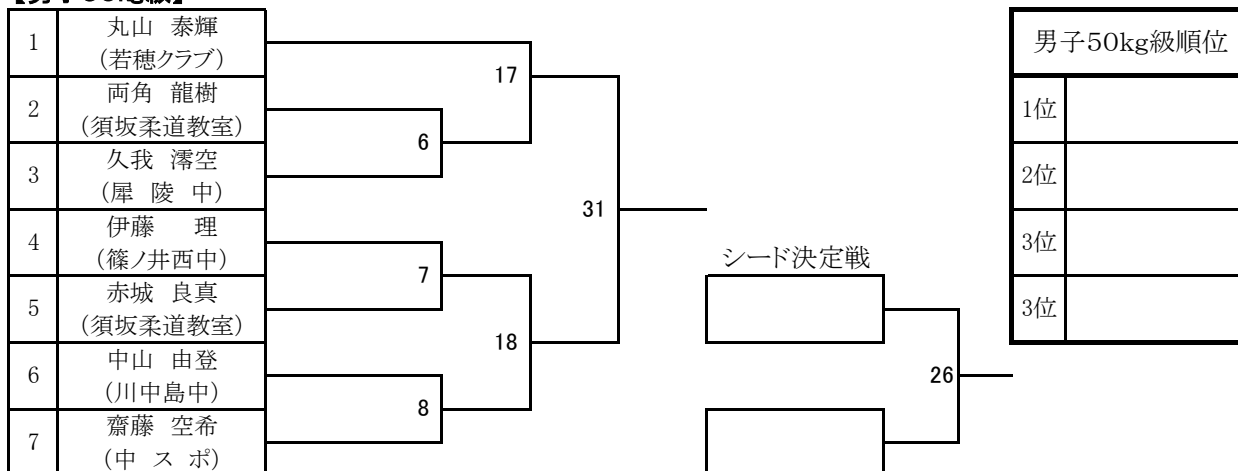 1
丸山 泰輝
(若穂クラブ)
2
両角 龍樹
(須坂柔道教室)
3
久我 澪空
(犀 陵 中)
4
伊藤 理
(篠ノ井西中)
5
赤城 良真
(須坂柔道教室)
6
中山 由登
(川中島中)
7
齋藤 空希
(中 ス ポ)
17
6
31
7
18
8
シード決定戦
26
男子50kg級順位
1位
2位
3位
3位